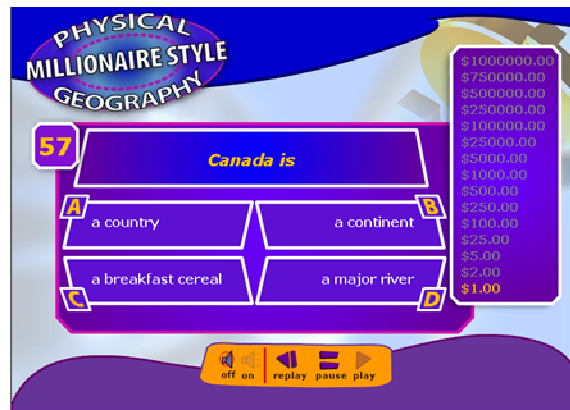 PHYSICAL
MILLIONAIRE STYLE
GEOGRAPHY
57
Canada is
A
a country
a continent
B
a breakfast cereal
C
a major river
D
$1000000.00
$750000.00
$500000.00
$250000.00
$100000.00
$25000.00
$5000.00
$1000.00
$500.00
$250.00
$100.00
$25.00
$5.00
$2.00
$1.00
off on replay pause play